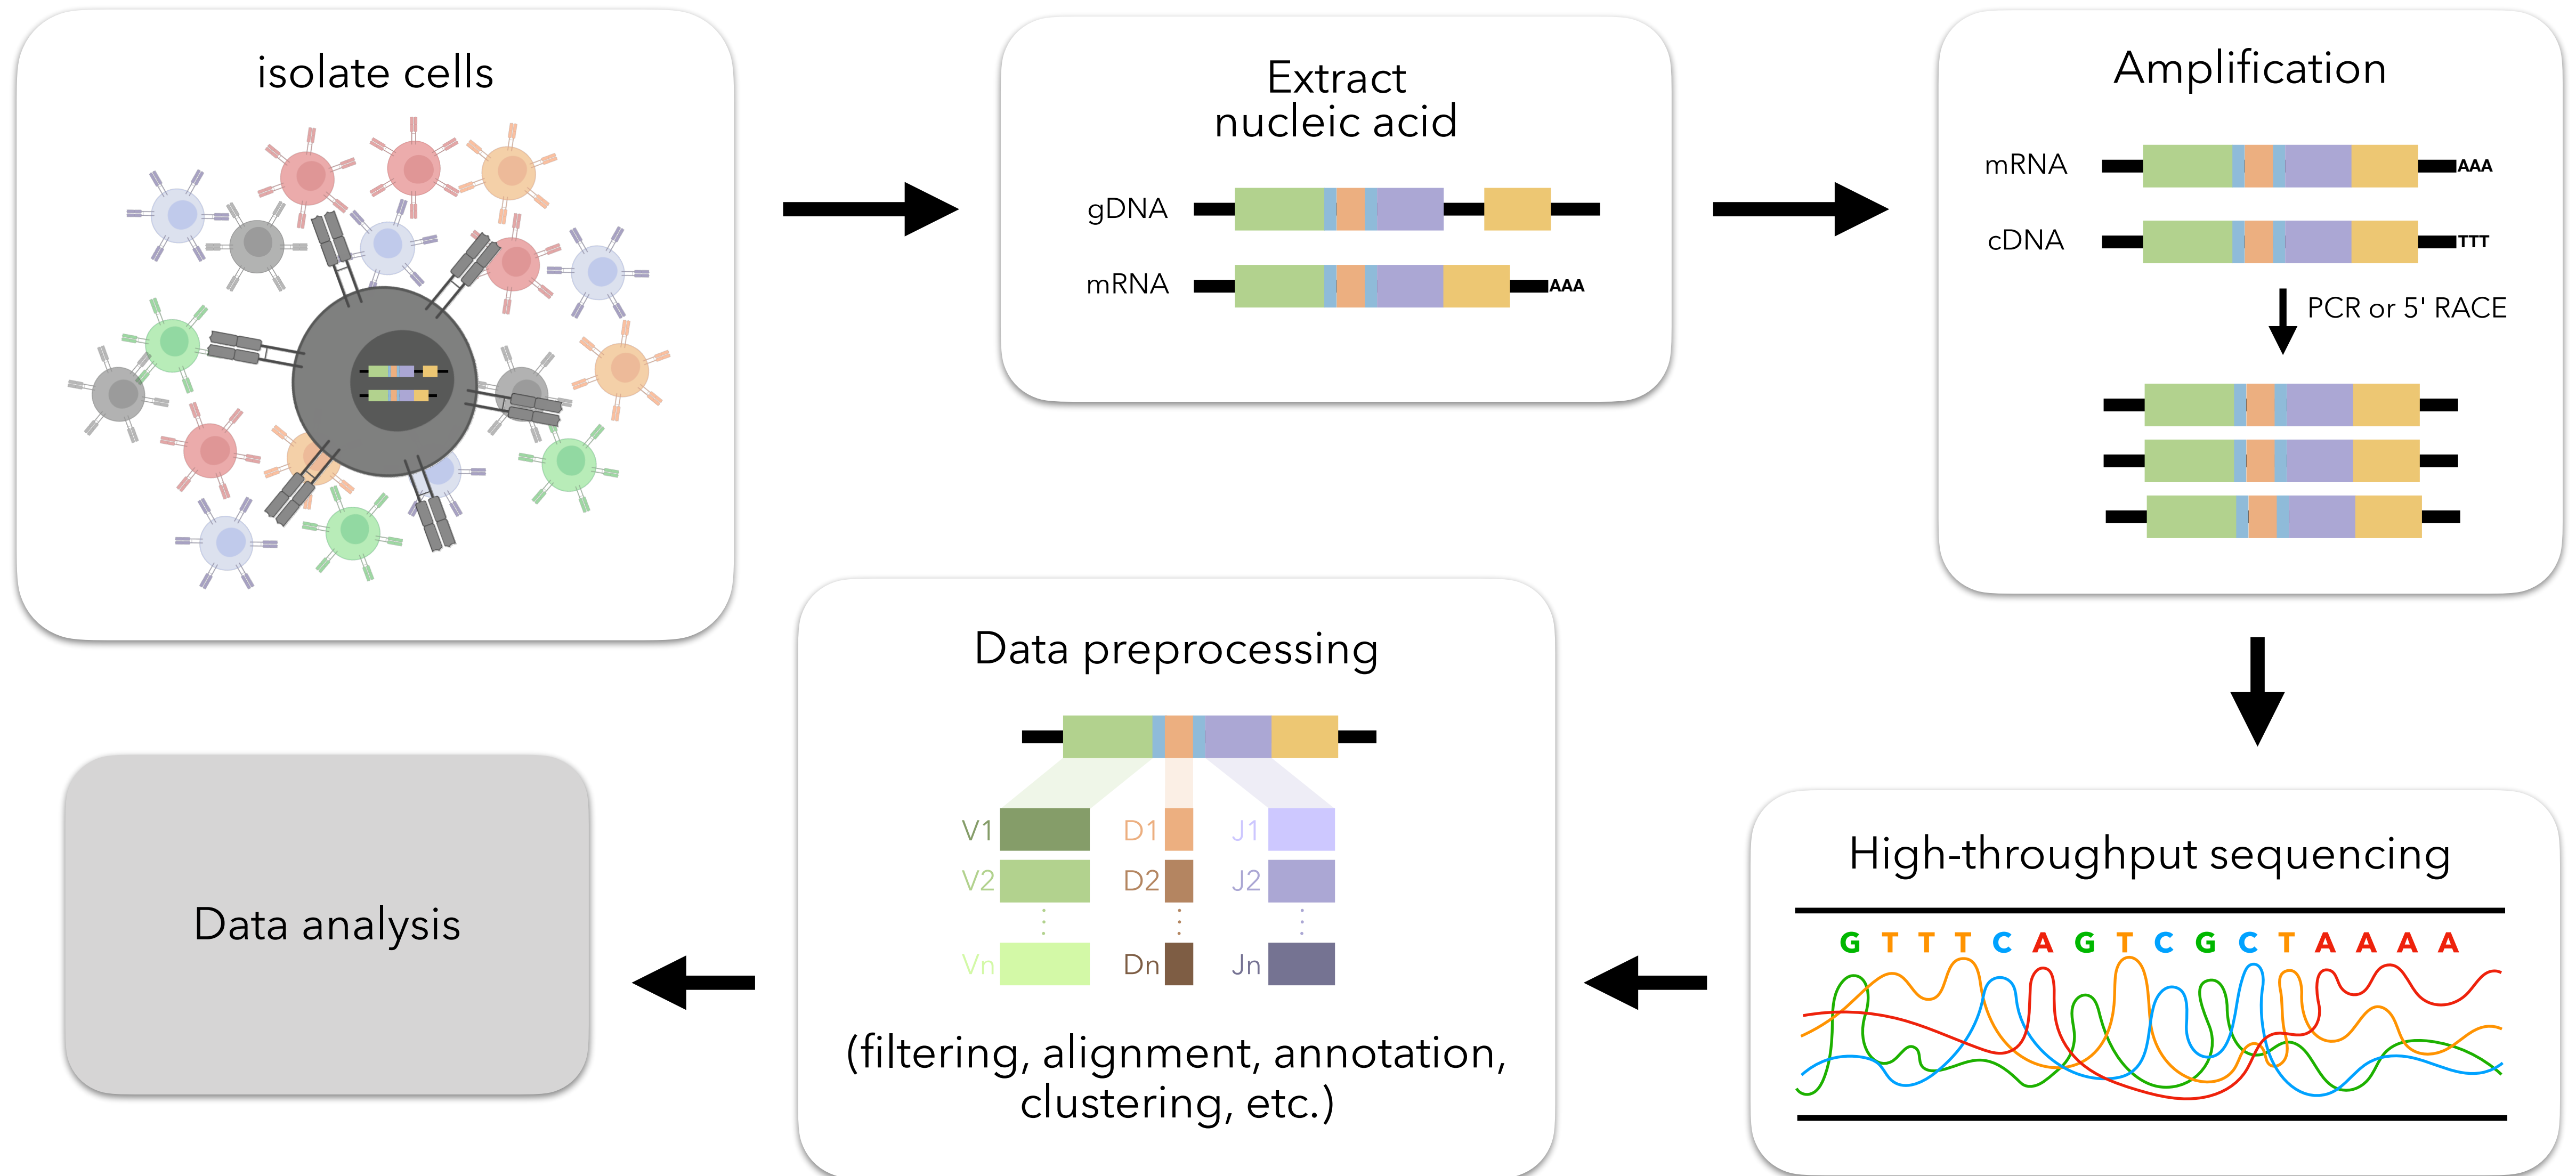 isolate cells
Extract
nucleic acid
gDNA
mRNA
AAA
Amplification
mRNA
AAA
cDNA
TTT
PCR or 5' RACE
High-throughput sequencing
G T T T C A G T C G C T A A A A
Data preprocessing
V1 D1 J1
V2 D2 J2
Vn Dn Jn
(filtering, alignment, annotation,
clustering, etc.)
Data analysis